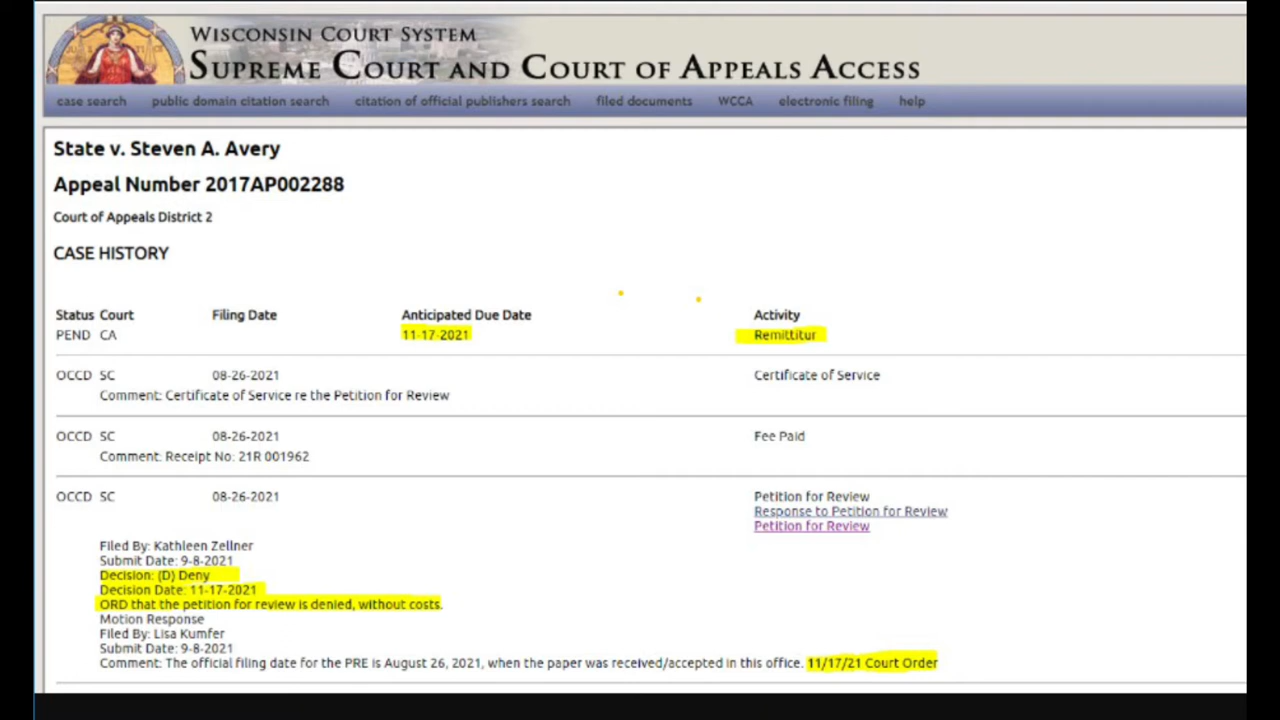 WISCONSIN COURT SYSTEM
SUPREME COURT AND COURT OF APPEALS ACCESS
case search public domain citation search citation of official publishers search filed documents WCCA electronic filing help
State v. Steven A. Avery
Appeal Number 2017AP002288
Court of Appeals District 2
CASE HISTORY
Status Court Filing Date Anticipated Due Date Activity
PEND CA 11-17-2021 Remittitur
OCCD SC 08-26-2021 Certificate of Service
Comment: Certificate of Service re the Petition for Review
OCCD SC 08-26-2021 Fee Paid
Comment: Receipt No: 21R 001962
OCCD SC 08-26-2021 Petition for Review
Response to Petition for Review
Petition for Review
Filed By: Kathleen Zellner
Submit Date: 9-8-2021
Decision: (D) Deny
Decision Date: 11-17-2021
ORD that the petition for review is denied, without costs.
Motion Response
Filed By: Lisa Kumfer
Submit Date: 9-8-2021
Comment: The official filing date for the PRE is August 26, 2021, when the paper was received/accepted in this office. 11/17/21 Court Order